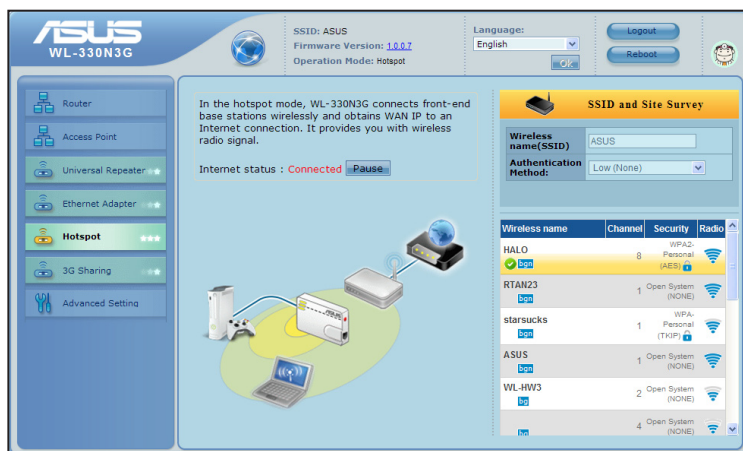 ASUS
WL-330N3G
SSID: ASUS
Firmware Version: 1.0.0.7
Operation Mode: Hotspot
Language:
English
Ok
Logout
Reboot
Router
Access Point
Universal Repeater
Ethernet Adapter
Hotspot
3G Sharing
Advanced Setting
In the hotspot mode, WL-330N3G connects front-end
base stations wirelessly and obtains WAN IP to an
Internet connection. It provides you with wireless
radio signal.
Internet status : Connected Pause
SSID and Site Survey
Wireless
name(SSID)
ASUS
Authentication
Method:
Low (None)
Wireless name Channel Security Radio
HALO
bgn
8
WPA2-
Personal
(AES)
RTAN23
bgn
1
Open System
(NONE)
starsucks
bgn
1
WPA-
Personal
(TKIP)
ASUS
bgn
1
Open System
(NONE)
WL-HW3
bg
2
Open System
(NONE)
4
Open System
(NONE)